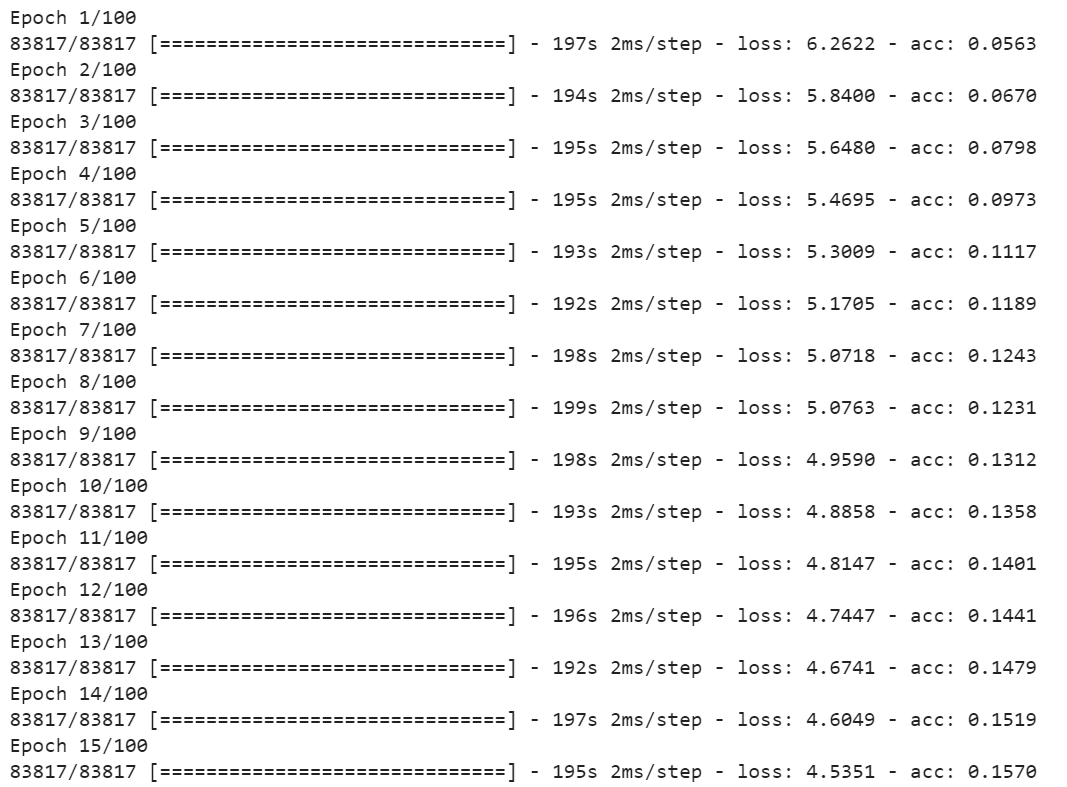 Epoch 1/100
83817/83817 [==============================] - 197s 2ms/step - loss: 6.2622 - acc: 0.0563
Epoch 2/100
83817/83817 [==============================] - 194s 2ms/step - loss: 5.8400 - acc: 0.0670
Epoch 3/100
83817/83817 [==============================] - 195s 2ms/step - loss: 5.6480 - acc: 0.0798
Epoch 4/100
83817/83817 [==============================] - 195s 2ms/step - loss: 5.4695 - acc: 0.0973
Epoch 5/100
83817/83817 [==============================] - 193s 2ms/step - loss: 5.3009 - acc: 0.1117
Epoch 6/100
83817/83817 [==============================] - 192s 2ms/step - loss: 5.1705 - acc: 0.1189
Epoch 7/100
83817/83817 [==============================] - 198s 2ms/step - loss: 5.0718 - acc: 0.1243
Epoch 8/100
83817/83817 [==============================] - 199s 2ms/step - loss: 5.0763 - acc: 0.1231
Epoch 9/100
83817/83817 [==============================] - 198s 2ms/step - loss: 4.9590 - acc: 0.1312
Epoch 10/100
83817/83817 [==============================] - 193s 2ms/step - loss: 4.8858 - acc: 0.1358
Epoch 11/100
83817/83817 [==============================] - 195s 2ms/step - loss: 4.8147 - acc: 0.1401
Epoch 12/100
83817/83817 [==============================] - 196s 2ms/step - loss: 4.7447 - acc: 0.1441
Epoch 13/100
83817/83817 [==============================] - 192s 2ms/step - loss: 4.6741 - acc: 0.1479
Epoch 14/100
83817/83817 [==============================] - 197s 2ms/step - loss: 4.6049 - acc: 0.1519
Epoch 15/100
83817/83817 [==============================] - 195s 2ms/step - loss: 4.5351 - acc: 0.1570